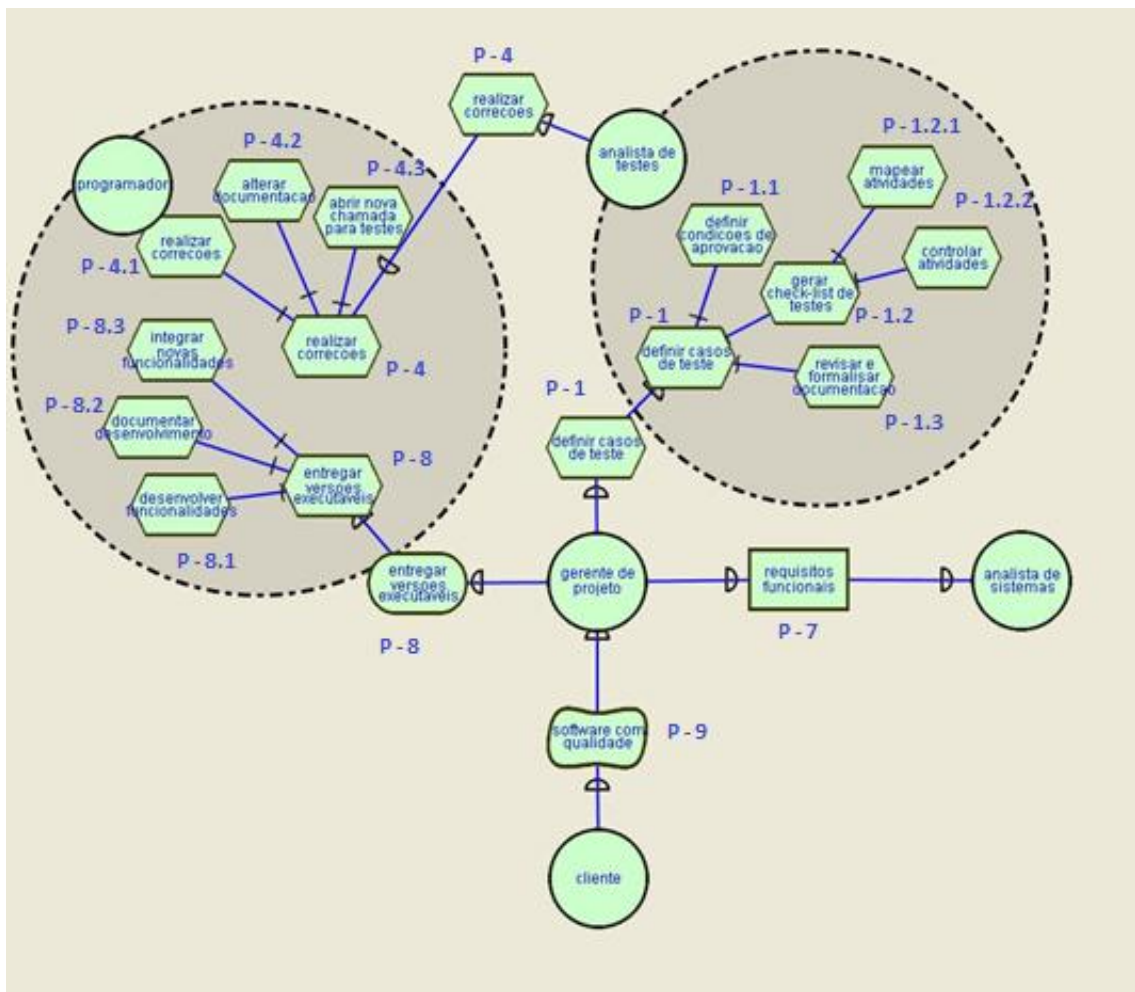 P - 4
realizar
correcoes
analista de
testes
programador
P - 4.2
alterar
documentacao
P - 4.3
abrir nova
chamada
para testes
realizar
correcoes
P - 4.1
realizar
correcoes
P - 4
P - 8.3
integrar
novas
funcionalidades
P - 8.2
documentar
desenvolvimento
desenvolver
funcionalidades
P - 8.1
entregar
versoes
executaveis
P - 8
entregar
versoes
executaveis
P - 8
P - 1.2.1
mapear
atividades
P - 1.1
definir
condicoes de
aprovacao
P - 1.2.2
controlar
atividades
gerar
check-list de
testes
P - 1.2
P - 1
definir casos
de teste
revisar e
formalisar
documentacao
P - 1.3
P - 1
definir casos
de teste
gerente de
projeto
requisitos
funcionais
P - 7
analista de
sistemas
software com
qualidade
P - 9
cliente